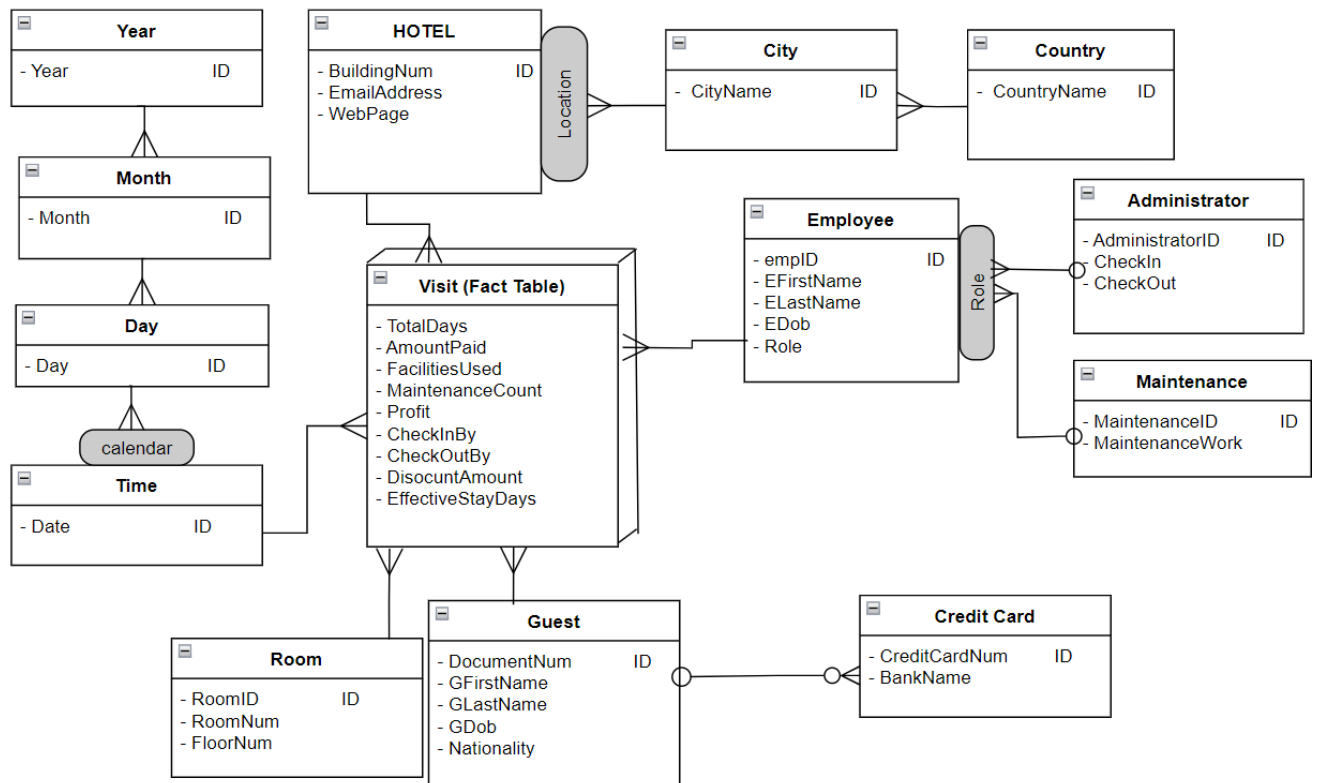 Year
- Year ID
Month
- Month ID
Day
- Day ID
calendar
Time
- Date ID
HOTEL
- BuildingNum ID
- EmailAddress
- WebPage
Location
City
- CityName ID
Country
- CountryName ID
Visit (Fact Table)
- TotalDays
- AmountPaid
- FacilitiesUsed
- MaintenanceCount
- Profit
- CheckInBy
- CheckOutBy
- DisocuntAmount
- EffectiveStayDays
Employee
- empID ID
- EFirstName
- ELastName
- EDob
- Role
Role
Administrator
- AdministratorID ID
- CheckIn
- CheckOut
Maintenance
- MaintenanceID ID
- MaintenanceWork
Room
- RoomID ID
- RoomNum
- FloorNum
Guest
- DocumentNum ID
- GFirstName
- GLastName
- GDob
- Nationality
Credit Card
- CreditCardNum ID
- BankName